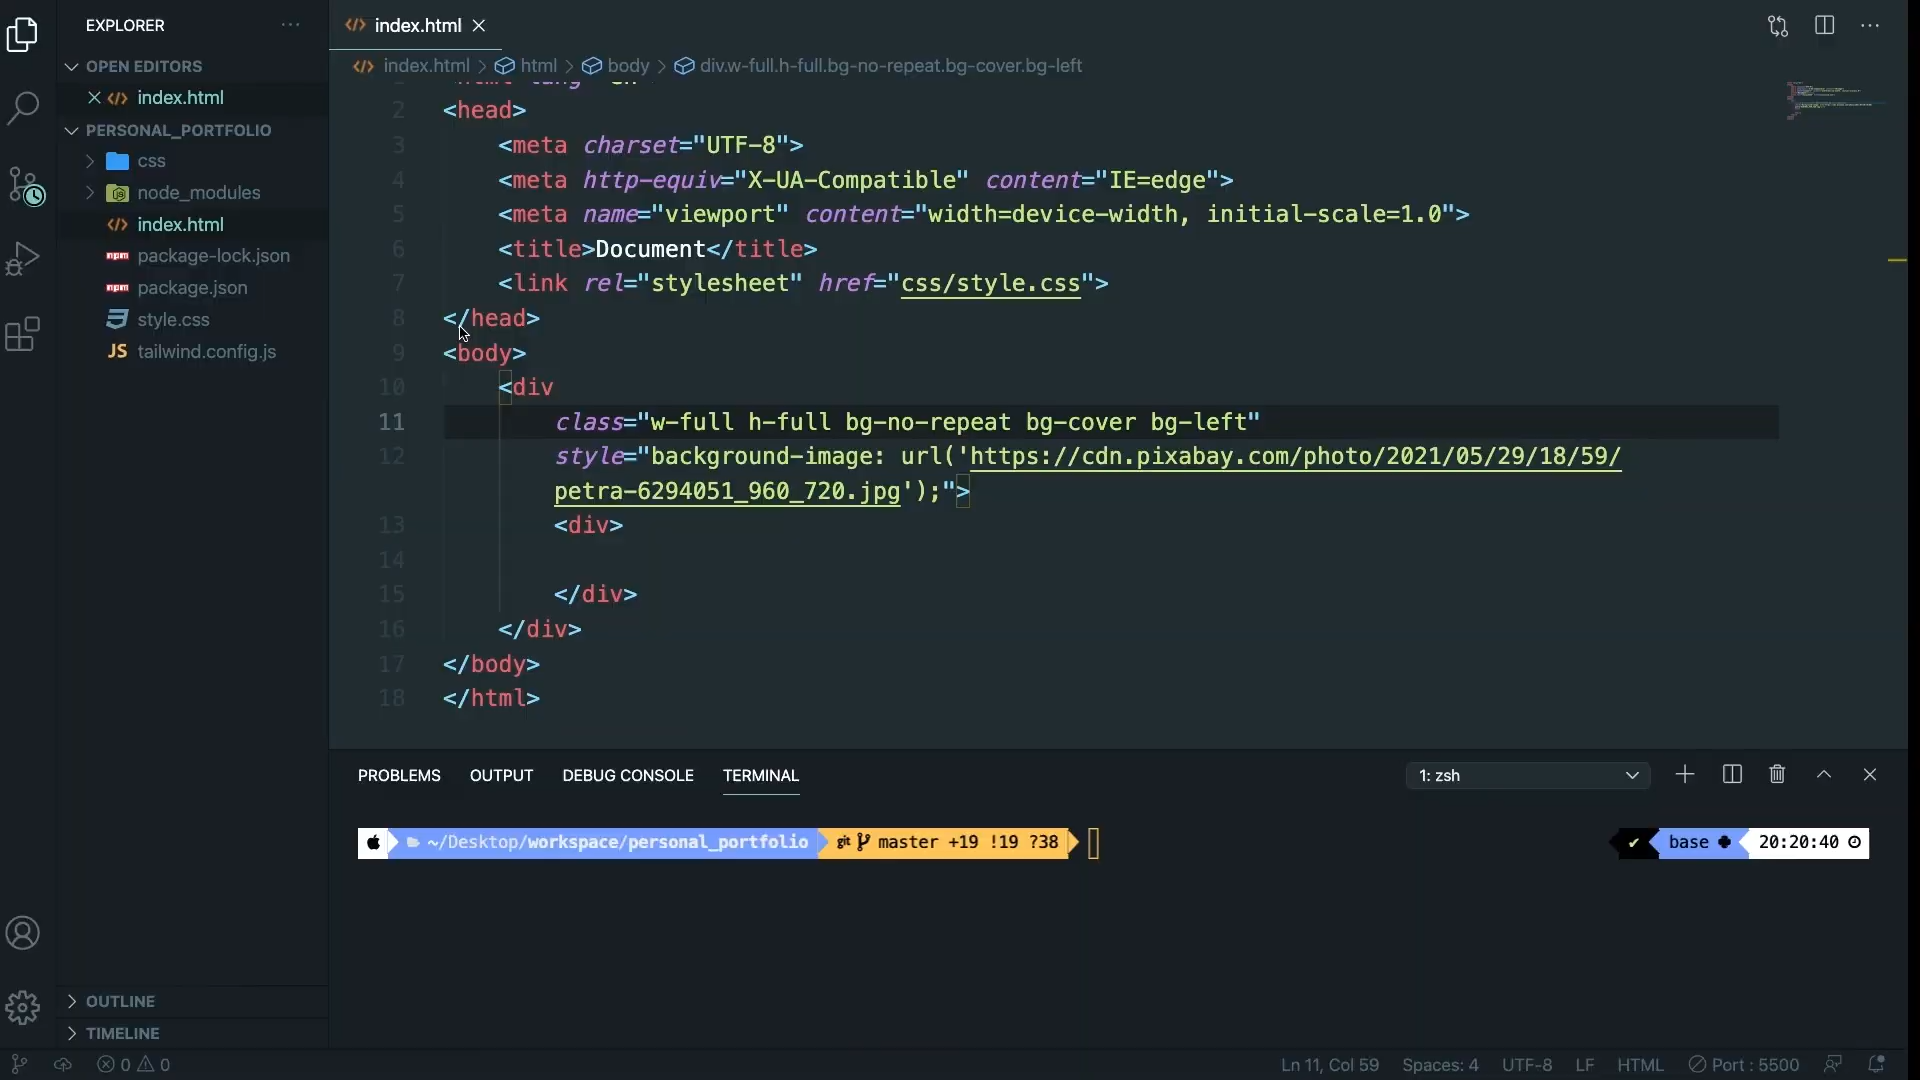 EXPLORER
OPEN EDITORS
index.html
PERSONAL_PORTFOLIO
css
node_modules
index.html
package-lock.json
package.json
style.css
JS tailwind.config.js
OUTLINE
TIMELINE
index.html
index.html > html > body > div.w-full.h-full.bg-no-repeat.bg-cover.bg-left
2 <head>
3 <meta charset="UTF-8">
4 <meta http-equiv="X-UA-Compatible" content="IE=edge">
5 <meta name="viewport" content="width=device-width, initial-scale=1.0">
6 <title>Document</title>
7 <link rel="stylesheet" href="css/style.css">
8 </head>
9 <body>
10 <div
11 class="w-full h-full bg-no-repeat bg-cover bg-left"
12 style="background-image: url('https://cdn.pixabay.com/photo/2021/05/29/18/59/
petra-6294051_960_720.jpg');">
13 <div>
14
15 </div>
16 </div>
17 </body>
18 </html>
PROBLEMS OUTPUT DEBUG CONSOLE TERMINAL 1: zsh
~/Desktop/workspace/personal_portfolio git master +19 !19 ?38 ✔ base 20:20:40
0 0 Ln 11, Col 59 Spaces: 4 UTF-8 LF HTML Port : 5500